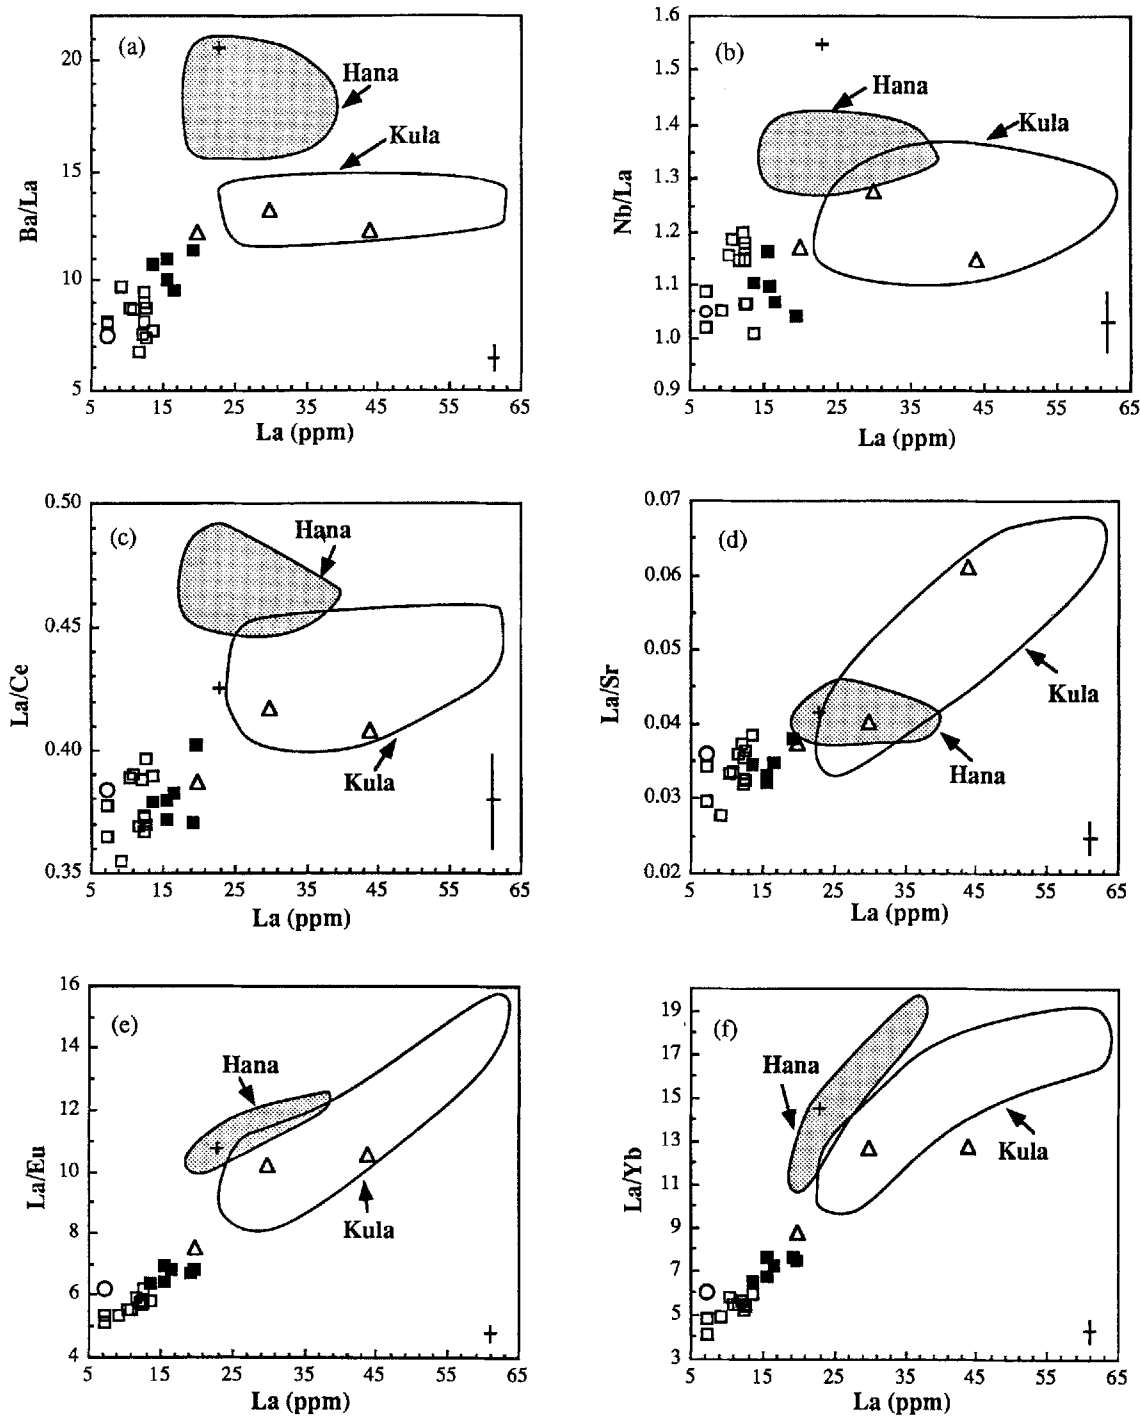 (a)
Hana
Kula
20
15
10
5
Ba/La
5 15 25 35 45 55 65
La (ppm)
(b)
Hana
Kula
1.6
1.5
1.4
1.3
1.2
1.1
1.0
0.9
Nb/La
5 15 25 35 45 55 65
La (ppm)
(c)
Hana
Kula
0.50
0.45
0.40
0.35
La/Ce
5 15 25 35 45 55 65
La (ppm)
(d)
Kula
Hana
0.07
0.06
0.05
0.04
0.03
0.02
La/Sr
5 15 25 35 45 55 65
La (ppm)
(e)
Hana
Kula
16
14
12
10
8
6
4
La/Eu
5 15 25 35 45 55 65
La (ppm)
(f)
Hana
Kula
19
17
15
13
11
9
7
5
3
La/Yb
5 15 25 35 45 55 65
La (ppm)